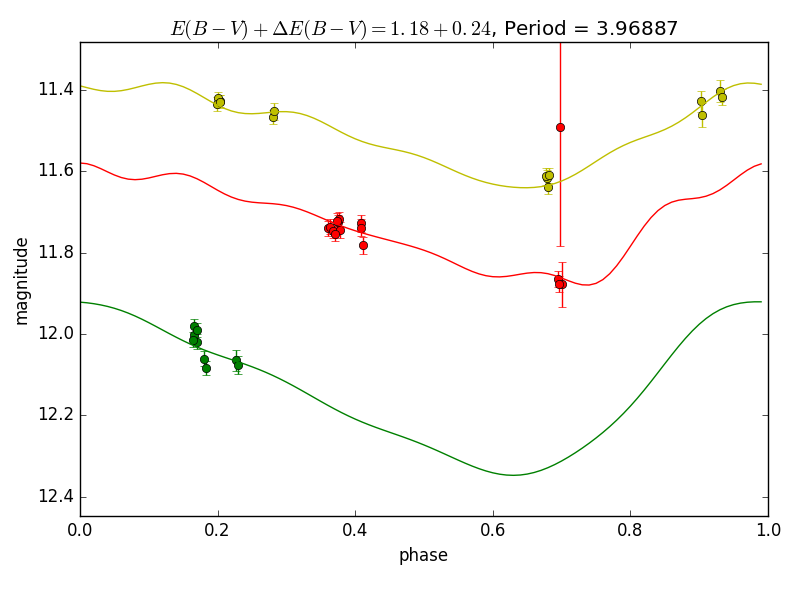 E(B − V) + ΔE(B − V) = 1.18 + 0.24, Period = 3.96887
11.4
11.6
11.8
12.0
12.2
12.4
magnitude
0.0 0.2 0.4 0.6 0.8 1.0
phase